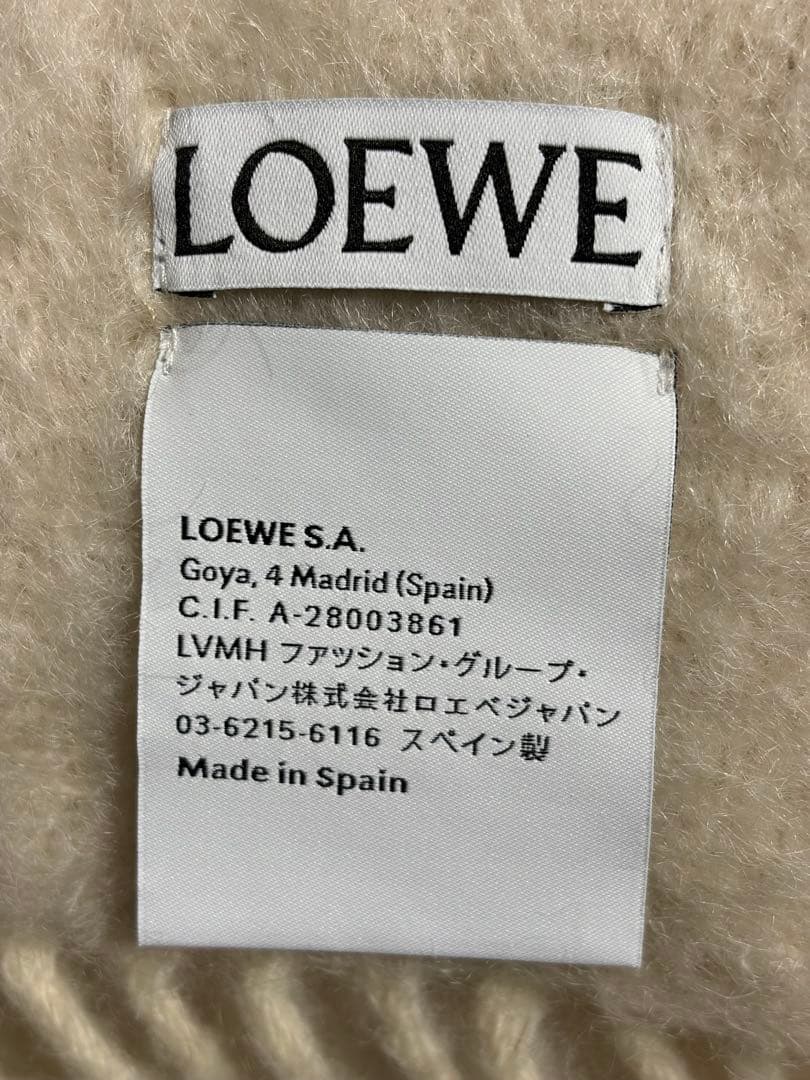 LOEWE
LOEWE S.A.
Goya, 4 Madrid (Spain)
C.I.F. A-28003861
LVMH ファッション・グループ・
ジャパン株式会社ロエベジャパン
03-6215-6116 スペイン製
Made in Spain